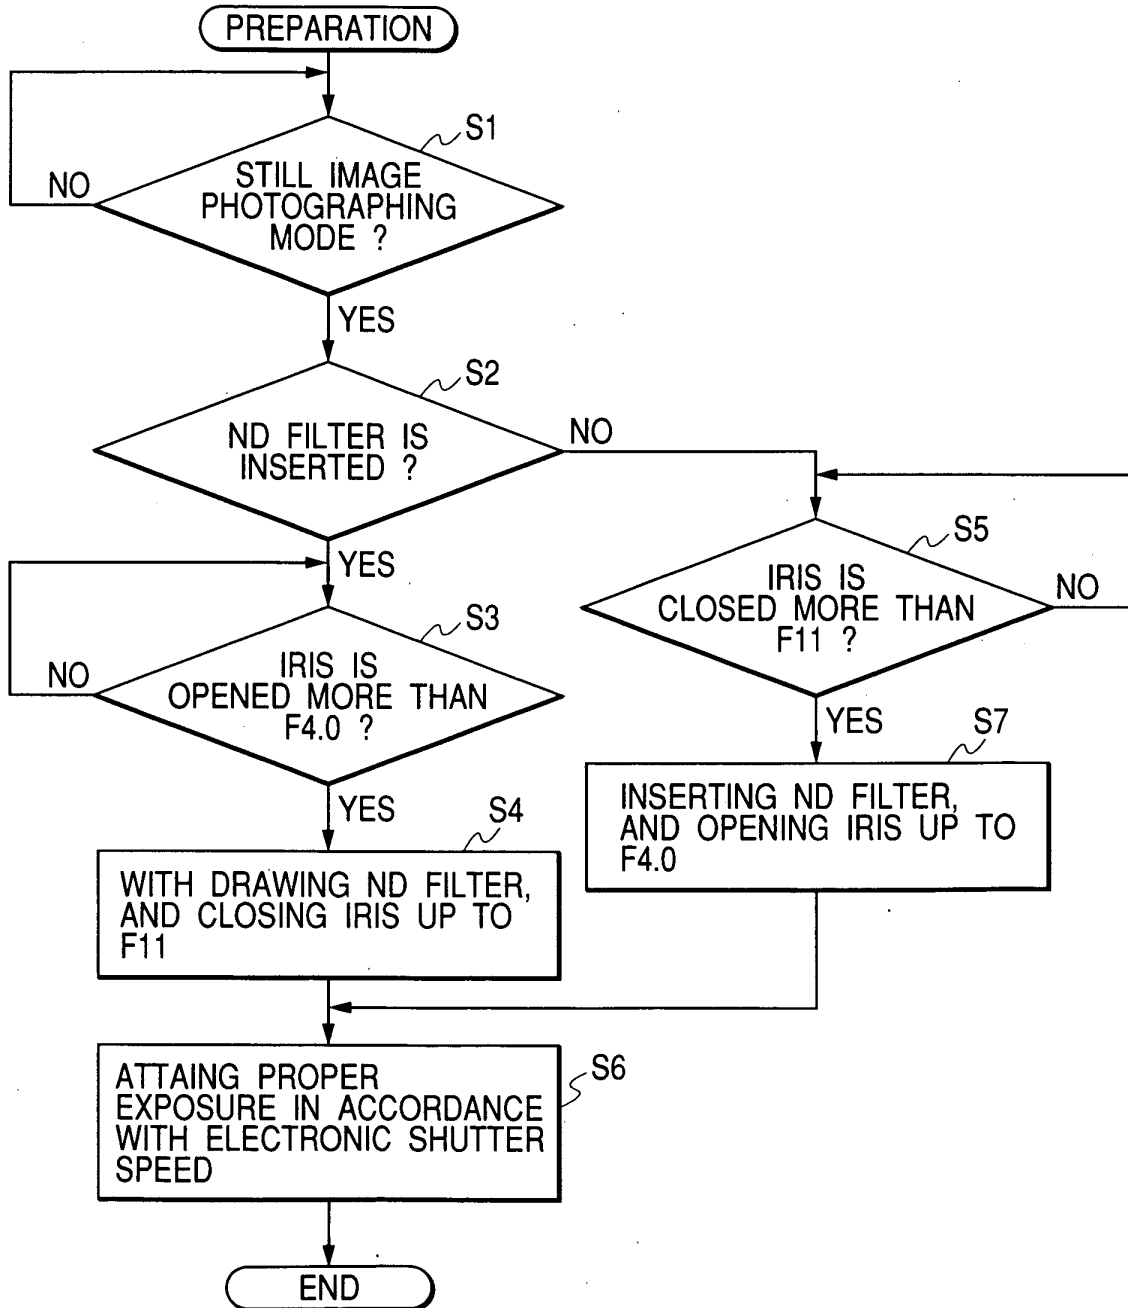 PREPARATION
S1
STILL IMAGE
PHOTOGRAPHING
MODE ?
NO
YES
S2
ND FILTER IS
INSERTED ?
NO
YES
S3
IRIS IS
OPENED MORE THAN
F4.0 ?
NO
YES
S4
WITH DRAWING ND FILTER,
AND CLOSING IRIS UP TO
F11
S5
IRIS IS
CLOSED MORE THAN
F11 ?
NO
YES
S7
INSERTING ND FILTER,
AND OPENING IRIS UP TO
F4.0
S6
ATTAING PROPER
EXPOSURE IN ACCORDANCE
WITH ELECTRONIC SHUTTER
SPEED
END